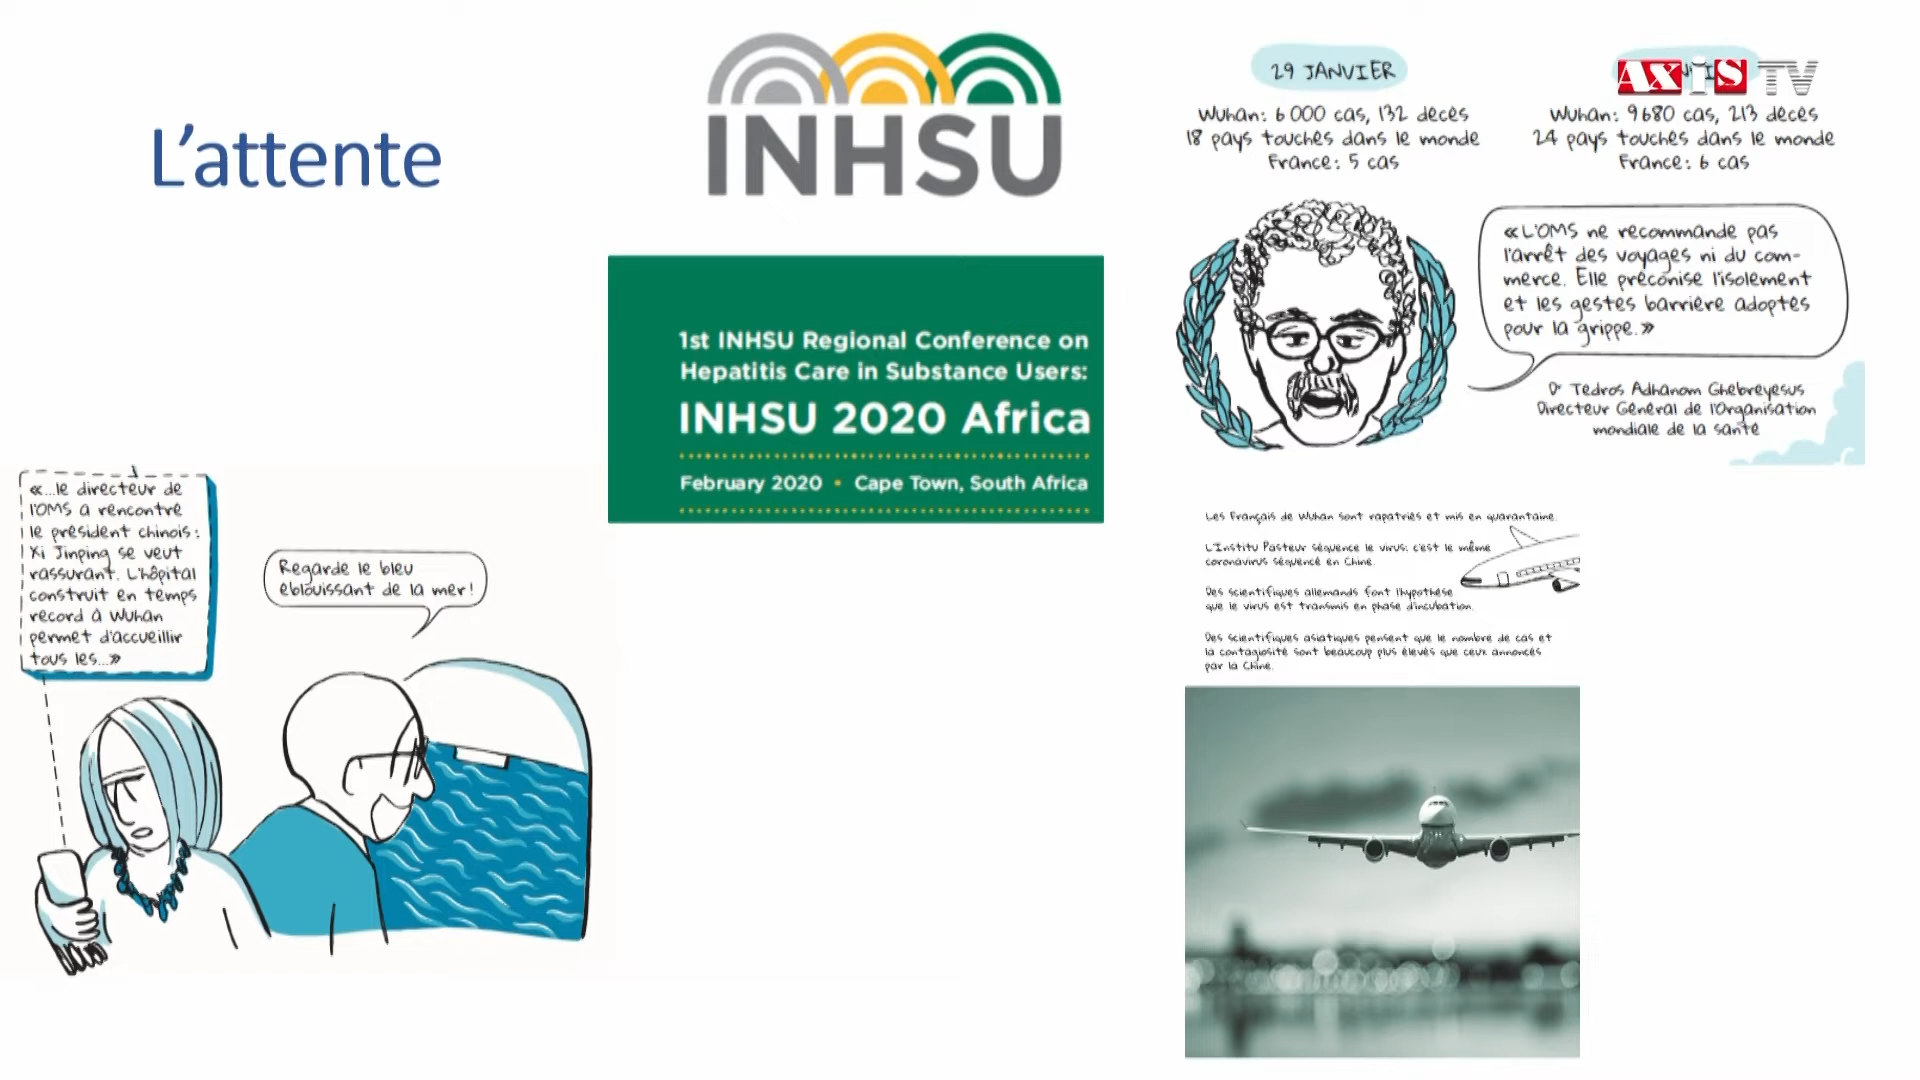 L'attente
INHSU
1st INHSU Regional Conference on
Hepatitis Care in Substance Users:
INHSU 2020 Africa
February 2020 • Cape Town, South Africa
29 JANVIER
Wuhan: 6 000 cas, 132 décès
18 pays touchés dans le monde
France: 5 cas
AXIS TV
Wuhan: 9 680 cas, 213 décès
24 pays touchés dans le monde
France: 6 cas
«L'OMS ne recommande pas
l'arrêt des voyages ni du com-
merce. Elle préconise l'isolement
et les gestes barrière adoptés
pour la grippe.»
Dr Tedros Adhanom Ghebreyesus
Directeur Général de l'Organisation
mondiale de la santé
«...le directeur de
l'OMS a rencontré
le président chinois:
Xi Jinping se veut
rassurant. L'hôpital
construit en temps
record à Wuhan
permet d'accueillir
tous les...»
Regarde le bleu
éblouissant de la mer!
Les Français de Wuhan sont rapatriés et mis en quarantaine.
L'Institu Pasteur séquence le virus: c'est le même
coronavirus séquencé en Chine.
Des scientifiques allemands font l'hypothèse
que le virus est transmis en phase d'incubation.
Des scientifiques asiatiques pensent que le nombre de cas et
la contagiosité sont beaucoup plus élevés que ceux annoncés
par la Chine.